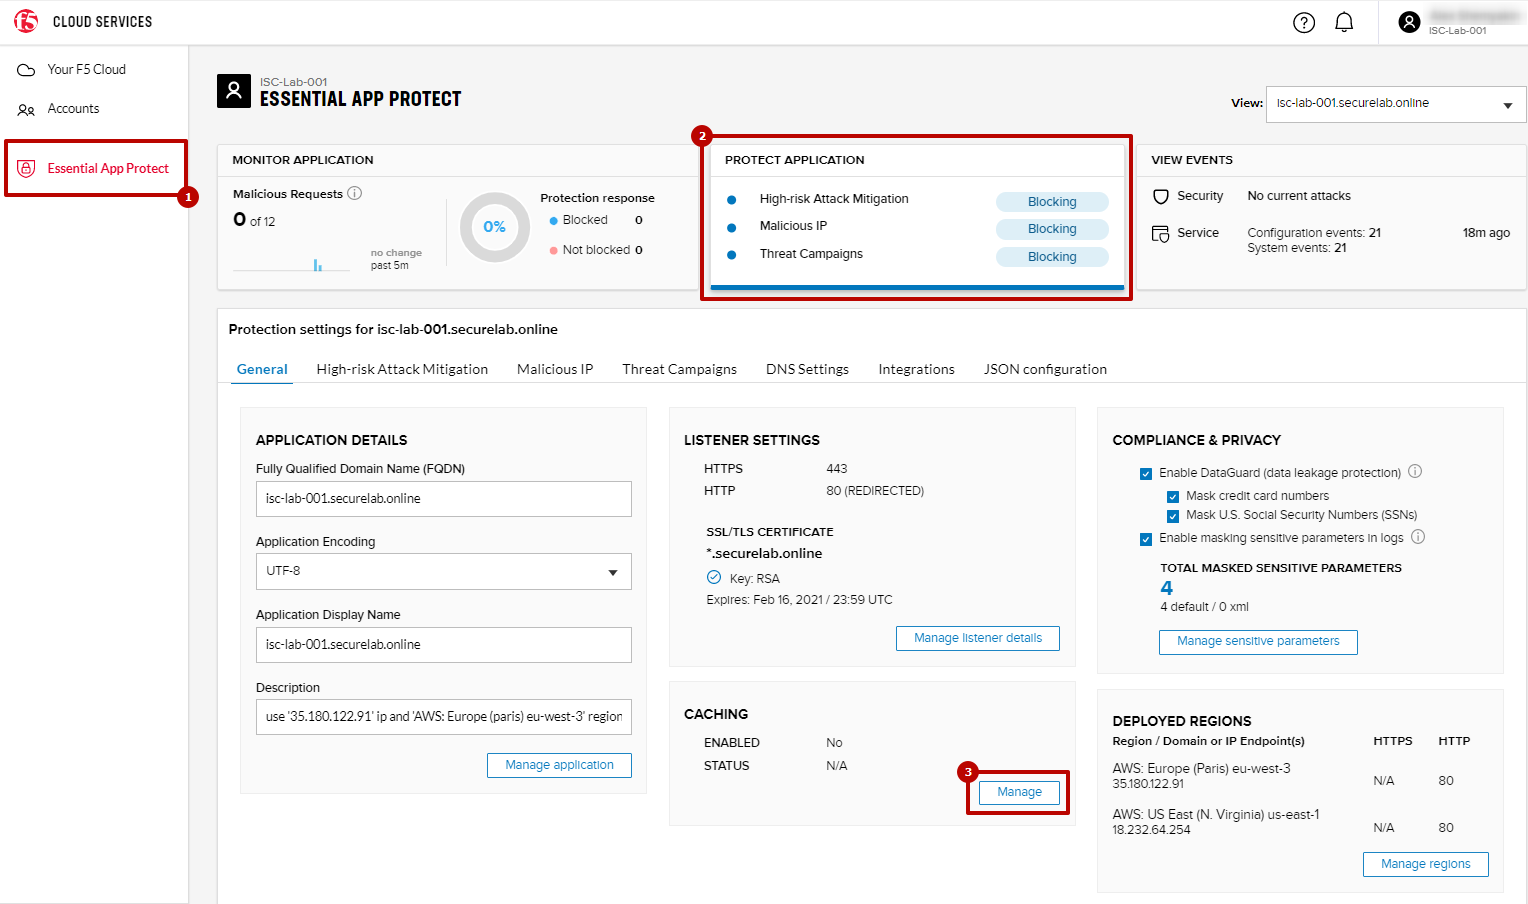 f5 CLOUD SERVICES
ISC-Lab-001
Your F5 Cloud
Accounts
Essential App Protect
1
ISC-Lab-001
ESSENTIAL APP PROTECT
View: isc-lab-001.securelab.online
MONITOR APPLICATION
Malicious Requests
0 of 12
no change
past 5m
0%
Protection response
Blocked 0
Not blocked 0
2
PROTECT APPLICATION
High-risk Attack Mitigation Blocking
Malicious IP Blocking
Threat Campaigns Blocking
VIEW EVENTS
Security No current attacks
Service Configuration events: 21 18m ago
System events: 21
Protection settings for isc-lab-001.securelab.online
General High-risk Attack Mitigation Malicious IP Threat Campaigns DNS Settings Integrations JSON configuration
APPLICATION DETAILS
Fully Qualified Domain Name (FQDN)
isc-lab-001.securelab.online
Application Encoding
UTF-8
Application Display Name
isc-lab-001.securelab.online
Description
use '35.180.122.91' ip and 'AWS: Europe (paris) eu-west-3' region
Manage application
LISTENER SETTINGS
HTTPS 443
HTTP 80 (REDIRECTED)
SSL/TLS CERTIFICATE
*.securelab.online
Key: RSA
Expires: Feb 16, 2021 / 23:59 UTC
Manage listener details
CACHING
ENABLED No
STATUS N/A
3
Manage
COMPLIANCE & PRIVACY
Enable DataGuard (data leakage protection)
Mask credit card numbers
Mask U.S. Social Security Numbers (SSNs)
Enable masking sensitive parameters in logs
TOTAL MASKED SENSITIVE PARAMETERS
4
4 default / 0 xml
Manage sensitive parameters
DEPLOYED REGIONS
Region / Domain or IP Endpoint(s) HTTPS HTTP
AWS: Europe (Paris) eu-west-3
35.180.122.91 N/A 80
AWS: US East (N. Virginia) us-east-1
18.232.64.254 N/A 80
Manage regions